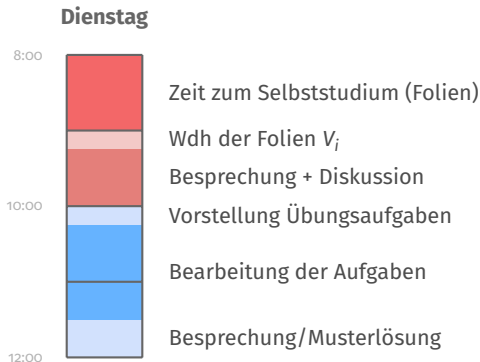 Dienstag
8:00
Zeit zum Selbststudium (Folien)
Wdh der Folien Vi
Besprechung + Diskussion
10:00
Vorstellung Übungsaufgaben
Bearbeitung der Aufgaben
Besprechung/Musterlösung
12:00